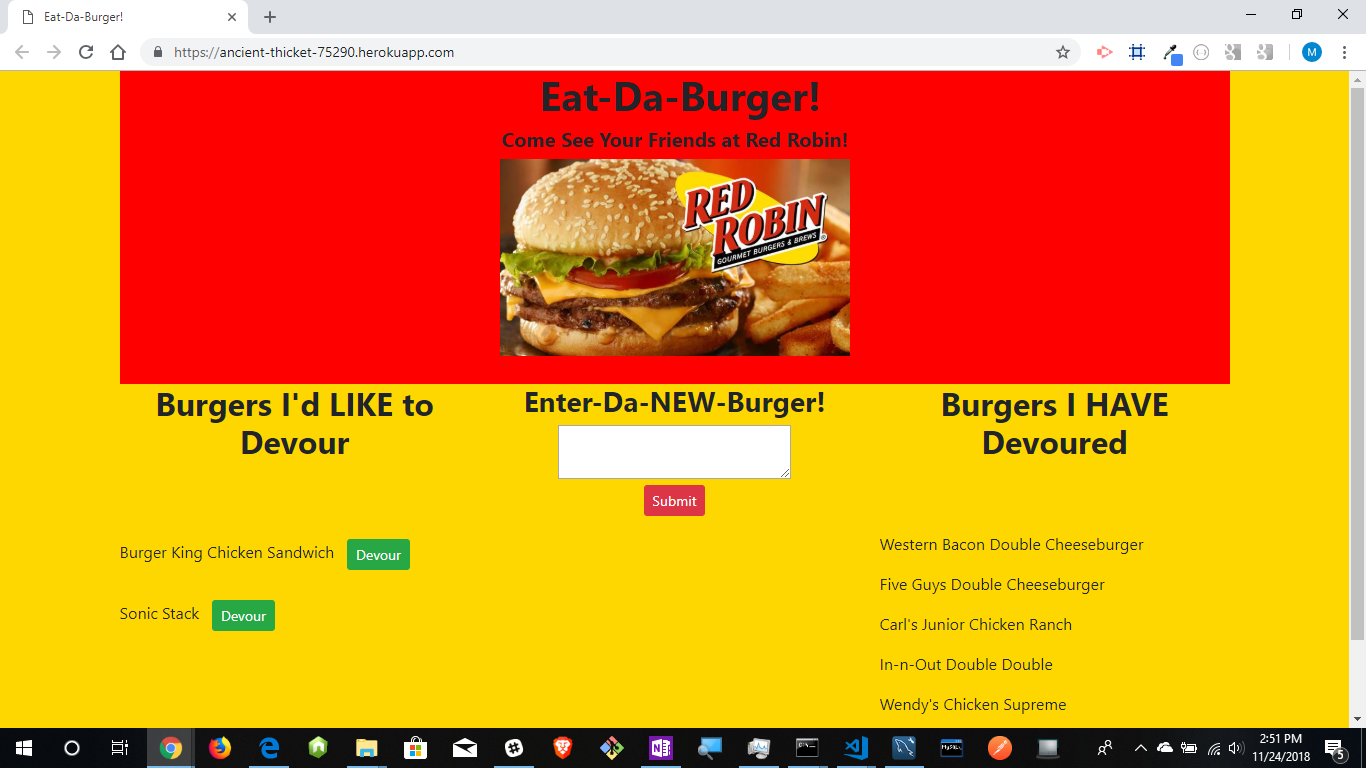 Eat-Da-Burger!
https://ancient-thicket-75290.herokuapp.com
M
Eat-Da-Burger!
Come See Your Friends at Red Robin!
RED
ROBIN
GOURMET BURGERS & BREWS
Burgers I'd LIKE to
Devour
Enter-Da-NEW-Burger!
Submit
Burgers I HAVE
Devoured
Burger King Chicken Sandwich Devour
Sonic Stack Devour
Western Bacon Double Cheeseburger
Five Guys Double Cheeseburger
Carl's Junior Chicken Ranch
In-n-Out Double Double
Wendy's Chicken Supreme
2:51 PM
11/24/2018
5